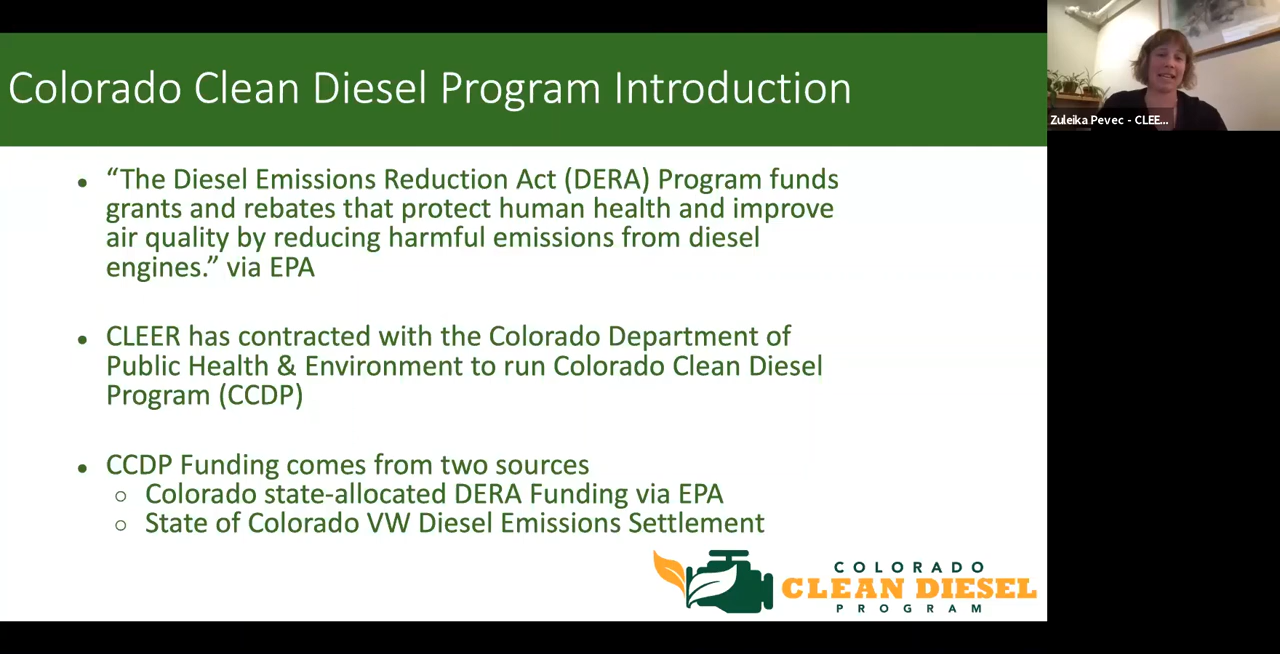 Colorado Clean Diesel Program Introduction
Zuleika Pevec - CLEE...
• “The Diesel Emissions Reduction Act (DERA) Program funds
grants and rebates that protect human health and improve
air quality by reducing harmful emissions from diesel
engines.” via EPA
• CLEER has contracted with the Colorado Department of
Public Health & Environment to run Colorado Clean Diesel
Program (CCDP)
• CCDP Funding comes from two sources
○ Colorado state-allocated DERA Funding via EPA
○ State of Colorado VW Diesel Emissions Settlement
COLORADO
CLEAN DIESEL
PROGRAM